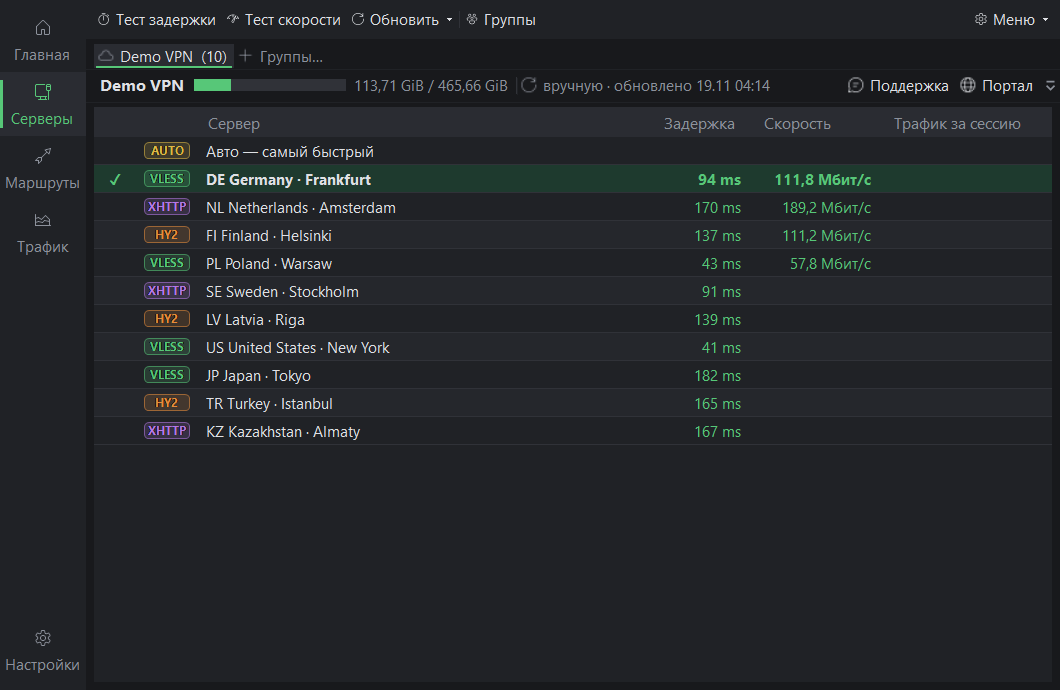 Главная
Серверы
Маршруты
Трафик
Настройки
Тест задержки Тест скорости Обновить Группы Меню
Demo VPN (10) Группы...
Demo VPN 113,71 GiB / 465,66 GiB вручную · обновлено 19.11 04:14 Поддержка Портал
Сервер Задержка Скорость Трафик за сессию
AUTO Авто — самый быстрый
VLESS DE Germany · Frankfurt 94 ms 111,8 Мбит/с
XHTTP NL Netherlands · Amsterdam 170 ms 189,2 Мбит/с
HY2 FI Finland · Helsinki 137 ms 111,2 Мбит/с
VLESS PL Poland · Warsaw 43 ms 57,8 Мбит/с
XHTTP SE Sweden · Stockholm 91 ms
HY2 LV Latvia · Riga 139 ms
VLESS US United States · New York 41 ms
VLESS JP Japan · Tokyo 182 ms
HY2 TR Turkey · Istanbul 165 ms
XHTTP KZ Kazakhstan · Almaty 167 ms